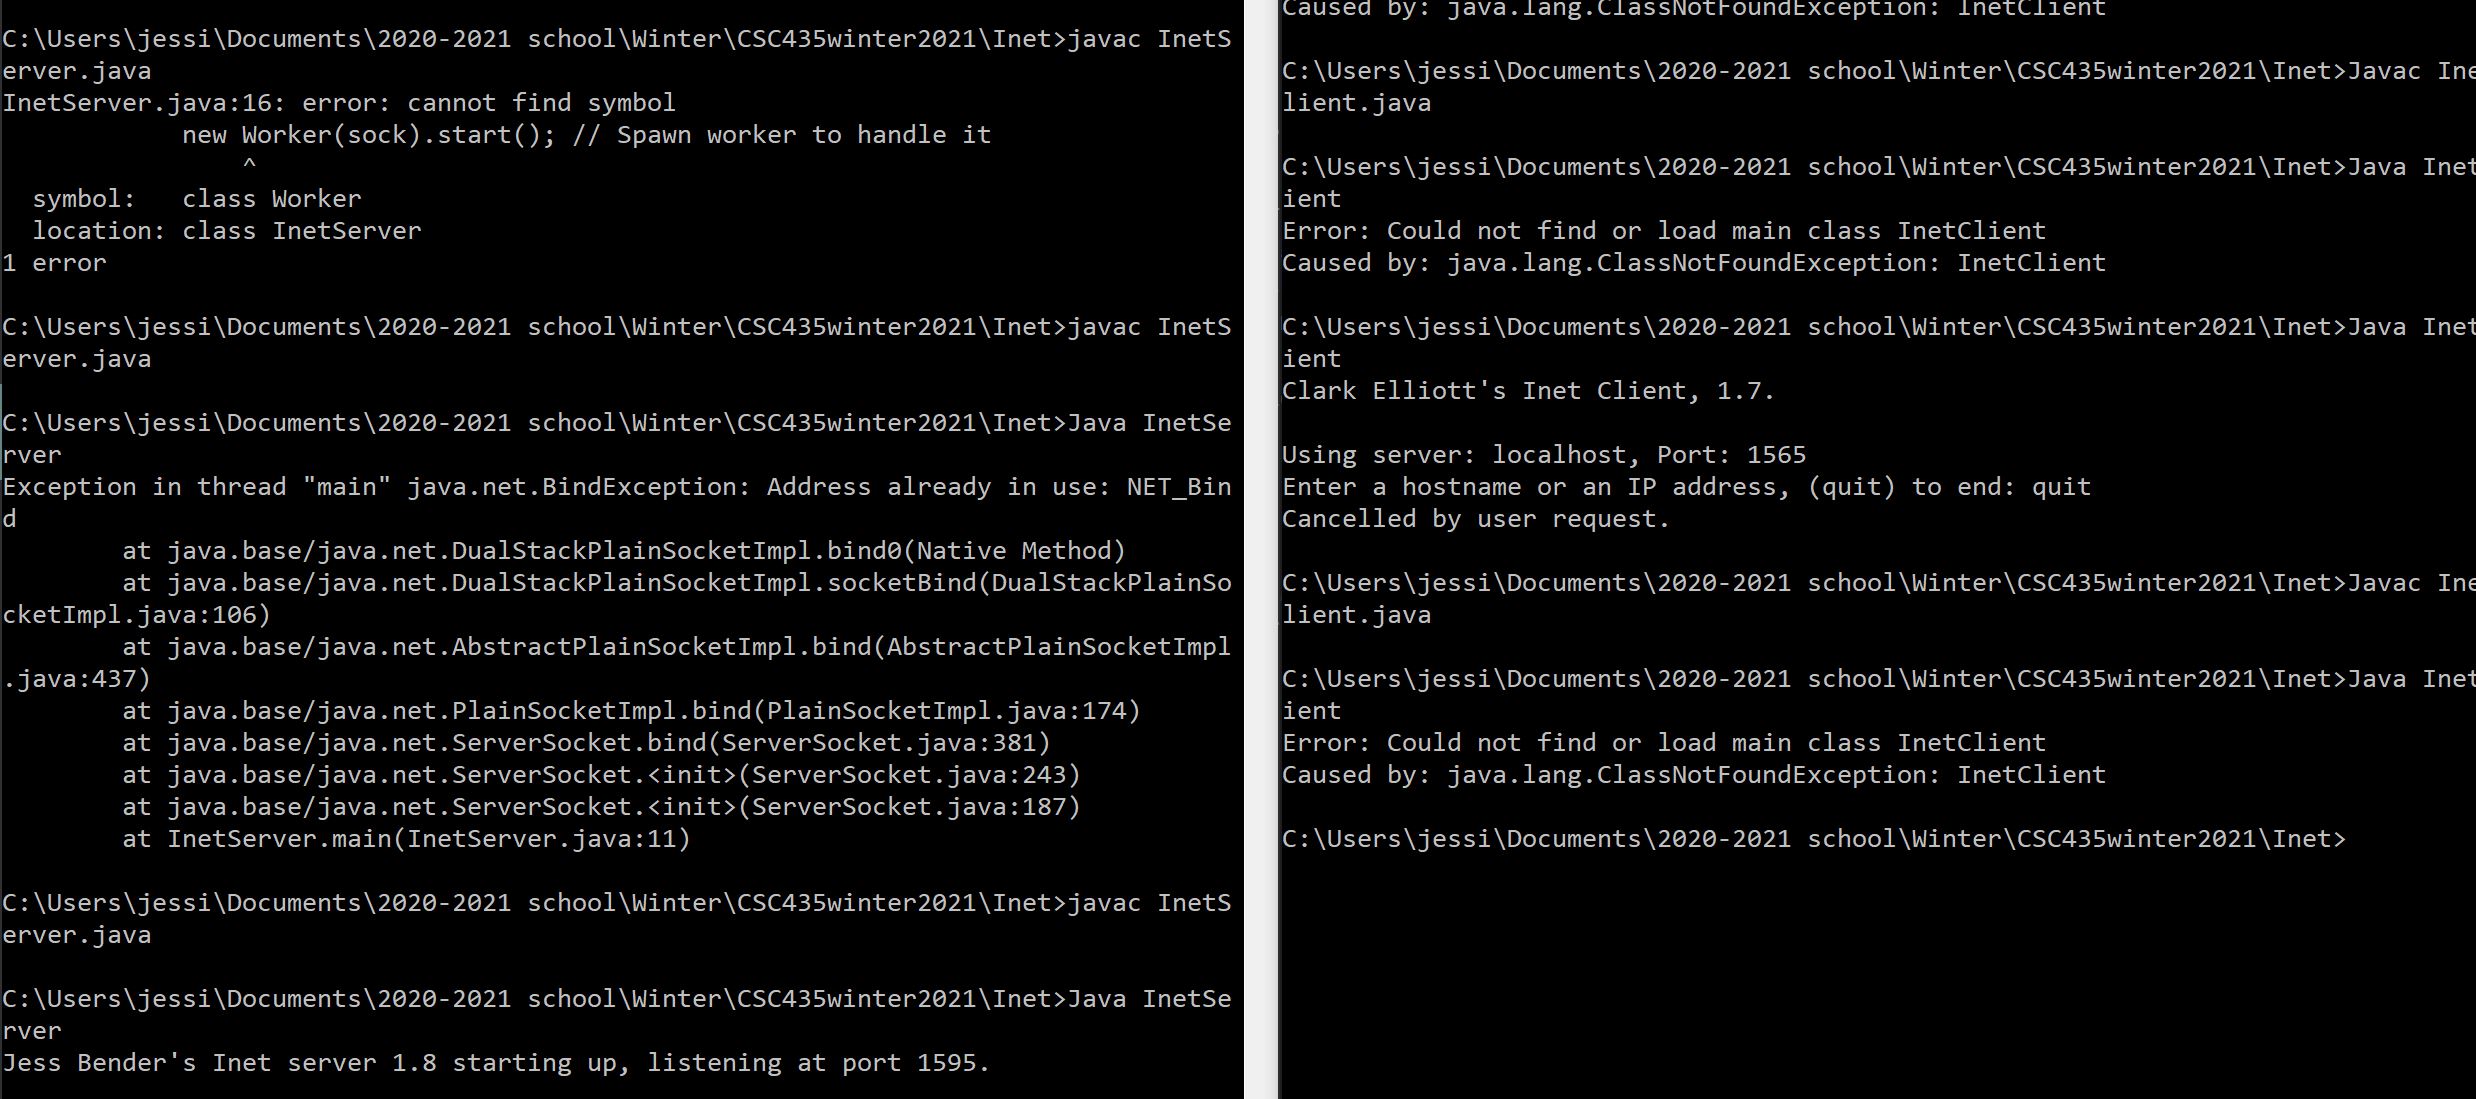 C:\Users\jessi\Documents\2020-2021 school\Winter\CSC435winter2021\Inet>javac InetS
erver.java
InetServer.java:16: error: cannot find symbol
            new Worker(sock).start(); // Spawn worker to handle it
                ^
  symbol:   class Worker
  location: class InetServer
1 error
C:\Users\jessi\Documents\2020-2021 school\Winter\CSC435winter2021\Inet>javac InetS
erver.java
C:\Users\jessi\Documents\2020-2021 school\Winter\CSC435winter2021\Inet>Java InetSe
rver
Exception in thread "main" java.net.BindException: Address already in use: NET_Bin
d
        at java.base/java.net.DualStackPlainSocketImpl.bind0(Native Method)
        at java.base/java.net.DualStackPlainSocketImpl.socketBind(DualStackPlainSo
cketImpl.java:106)
        at java.base/java.net.AbstractPlainSocketImpl.bind(AbstractPlainSocketImpl
.java:437)
        at java.base/java.net.PlainSocketImpl.bind(PlainSocketImpl.java:174)
        at java.base/java.net.ServerSocket.bind(ServerSocket.java:381)
        at java.base/java.net.ServerSocket.<init>(ServerSocket.java:243)
        at java.base/java.net.ServerSocket.<init>(ServerSocket.java:187)
        at InetServer.main(InetServer.java:11)
C:\Users\jessi\Documents\2020-2021 school\Winter\CSC435winter2021\Inet>javac InetS
erver.java
C:\Users\jessi\Documents\2020-2021 school\Winter\CSC435winter2021\Inet>Java InetSe
rver
Jess Bender's Inet server 1.8 starting up, listening at port 1595.
Caused by: java.lang.ClassNotFoundException: InetClient
C:\Users\jessi\Documents\2020-2021 school\Winter\CSC435winter2021\Inet>Javac Ine
lient.java
C:\Users\jessi\Documents\2020-2021 school\Winter\CSC435winter2021\Inet>Java Inet
ient
Error: Could not find or load main class InetClient
Caused by: java.lang.ClassNotFoundException: InetClient
C:\Users\jessi\Documents\2020-2021 school\Winter\CSC435winter2021\Inet>Java Inet
ient
Clark Elliott's Inet Client, 1.7.
Using server: localhost, Port: 1565
Enter a hostname or an IP address, (quit) to end: quit
Cancelled by user request.
C:\Users\jessi\Documents\2020-2021 school\Winter\CSC435winter2021\Inet>Javac Ine
lient.java
C:\Users\jessi\Documents\2020-2021 school\Winter\CSC435winter2021\Inet>Java Inet
ient
Error: Could not find or load main class InetClient
Caused by: java.lang.ClassNotFoundException: InetClient
C:\Users\jessi\Documents\2020-2021 school\Winter\CSC435winter2021\Inet>